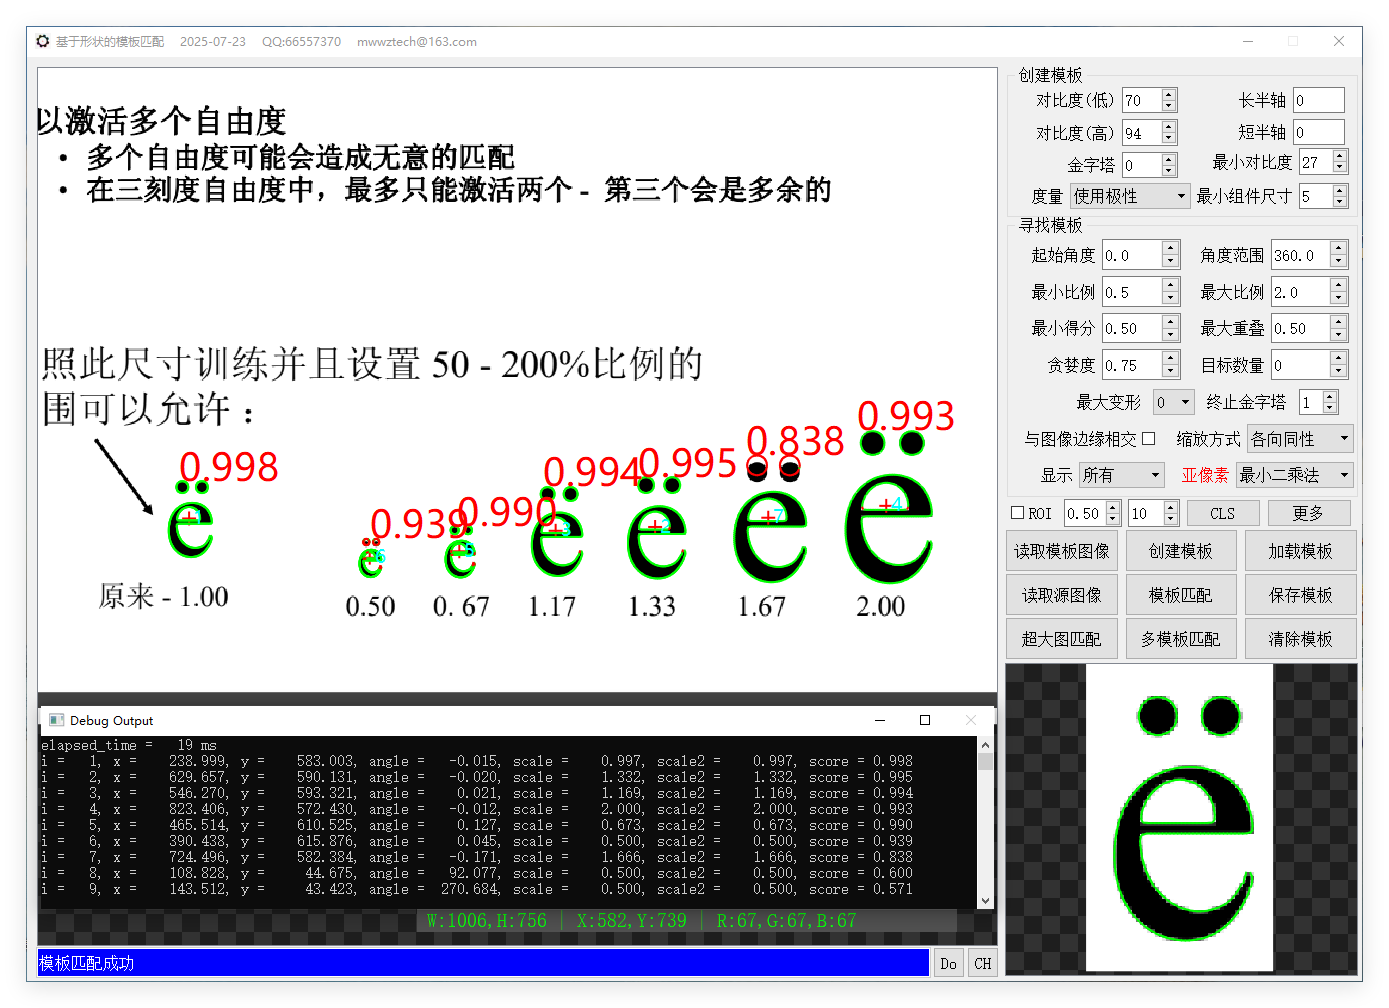 基于形状的模板匹配 2025-07-23 QQ:66557370 mwwztech@163.com
以激活多个自由度
• 多个自由度可能会造成无意的匹配
• 在三刻度自由度中，最多只能激活两个 - 第三个会是多余的
照此尺寸训练并且设置 50 - 200%比例的
围可以允许：
0.998
0.939
0.990
0.994
0.995
0.838
0.993
ë ë ë ë ë ë ë
6 5 3 2 7 4
原来 - 1.00
0.50 0. 67 1.17 1.33 1.67 2.00
创建模板
对比度(低) 70 长半轴 0
对比度(高) 94 短半轴 0
金字塔 0 最小对比度 27
度量 使用极性 最小组件尺寸 5
寻找模板
起始角度 0.0 角度范围 360.0
最小比例 0.5 最大比例 2.0
最小得分 0.50 最大重叠 0.50
贪婪度 0.75 目标数量 0
最大变形 0 终止金字塔 1
与图像边缘相交 缩放方式 各向同性
显示 所有 亚像素 最小二乘法
ROI 0.50 10 CLS 更多
读取模板图像 创建模板 加载模板
读取源图像 模板匹配 保存模板
超大图匹配 多模板匹配 清除模板
ë
Debug Output
elapsed_time = 19 ms
i = 1, x = 238.999, y = 583.003, angle = -0.015, scale = 0.997, scale2 = 0.997, score = 0.998
i = 2, x = 629.657, y = 590.131, angle = -0.020, scale = 1.332, scale2 = 1.332, score = 0.995
i = 3, x = 546.270, y = 593.321, angle = 0.021, scale = 1.169, scale2 = 1.169, score = 0.994
i = 4, x = 823.406, y = 572.430, angle = -0.012, scale = 2.000, scale2 = 2.000, score = 0.993
i = 5, x = 465.514, y = 610.525, angle = 0.127, scale = 0.673, scale2 = 0.673, score = 0.990
i = 6, x = 390.438, y = 615.876, angle = 0.045, scale = 0.500, scale2 = 0.500, score = 0.939
i = 7, x = 724.496, y = 582.384, angle = -0.171, scale = 1.666, scale2 = 1.666, score = 0.838
i = 8, x = 108.828, y = 44.675, angle = 92.077, scale = 0.500, scale2 = 0.500, score = 0.600
i = 9, x = 143.512, y = 43.423, angle = 270.684, scale = 0.500, scale2 = 0.500, score = 0.571
W:1006,H:756 | X:582,Y:739 | R:67,G:67,B:67
模板匹配成功 Do CH